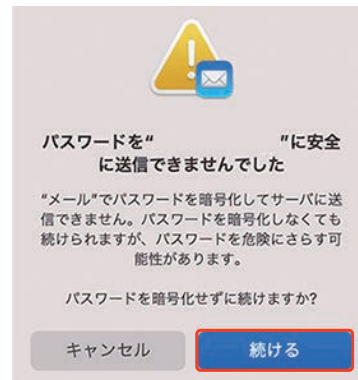 パスワードを“　　　　　　　”に安全
に送信できませんでした
“メール”でパスワードを暗号化してサーバに送
信できません。パスワードを暗号化しなくても
続けられますが、パスワードを危険にさらす可
能性があります。
パスワードを暗号化せずに続けますか?
キャンセル
続ける